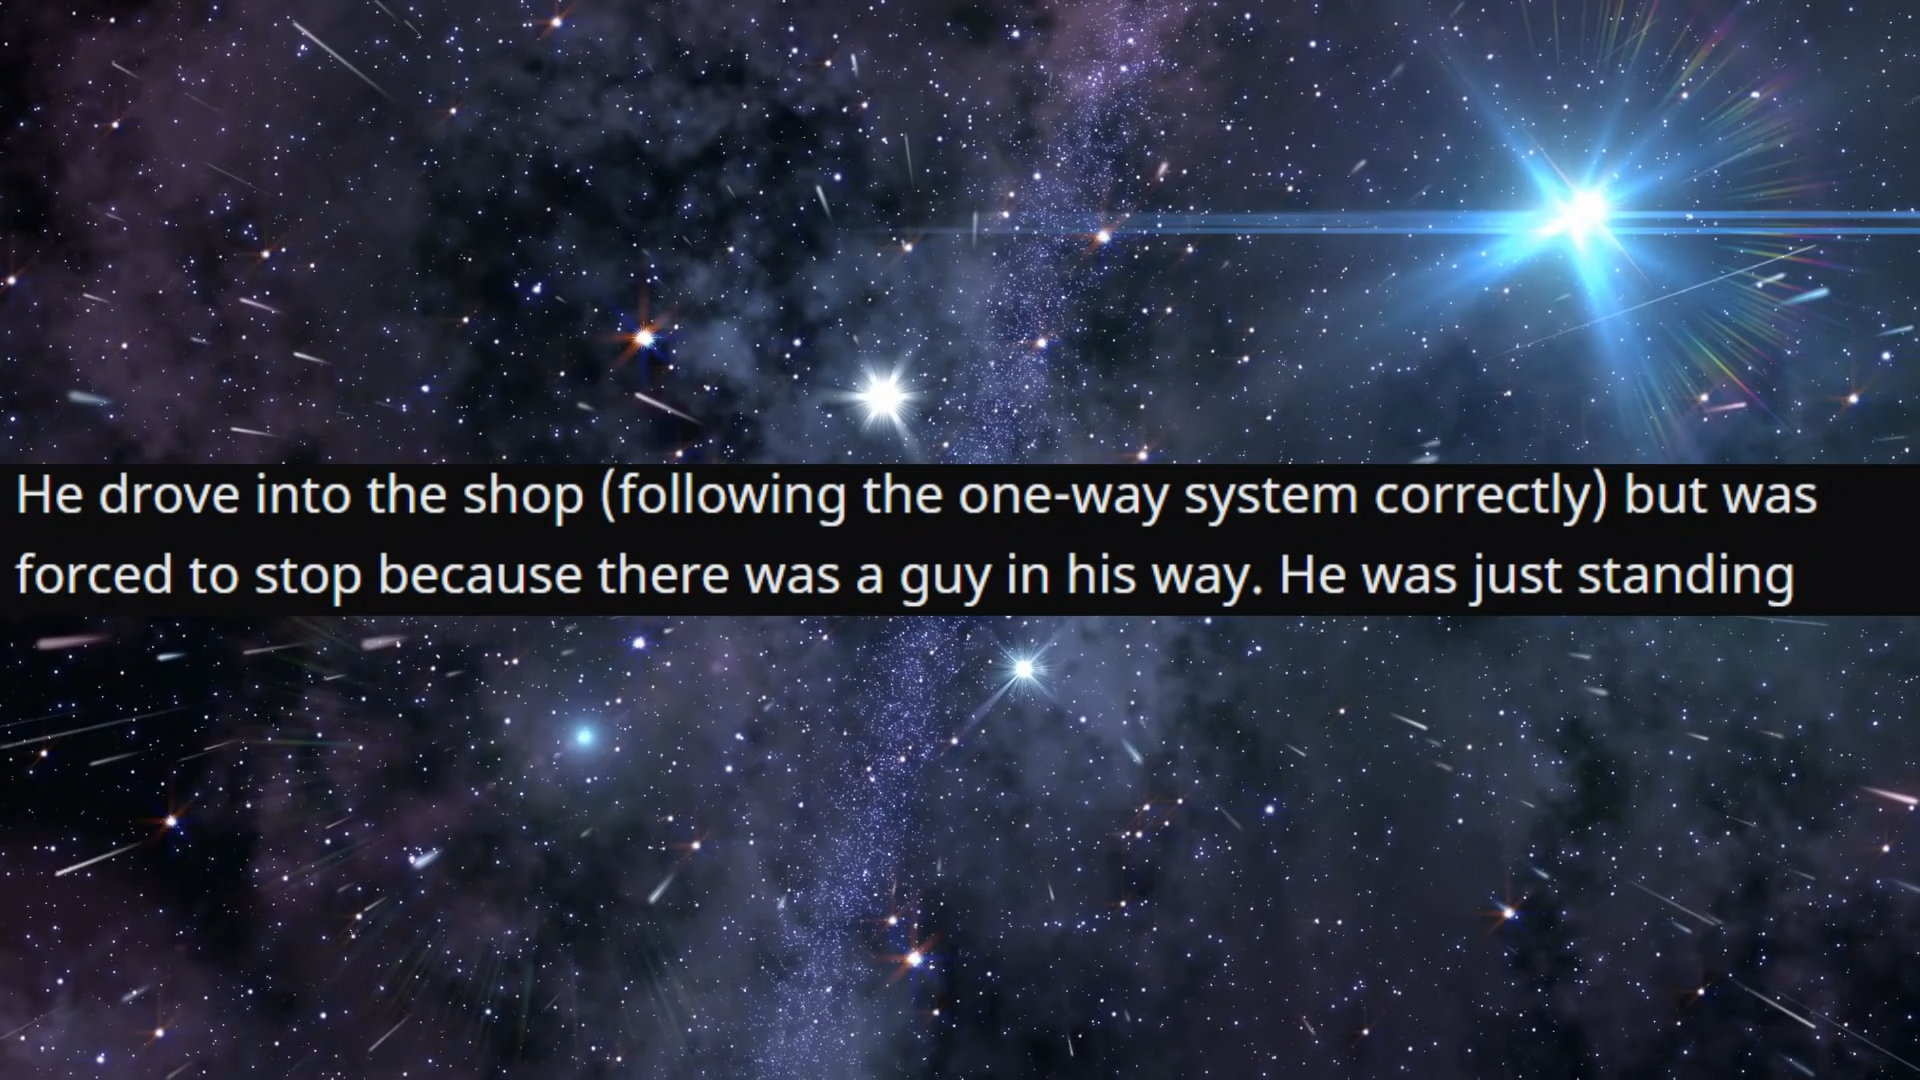 He drove into the shop (following the one-way system correctly) but was
forced to stop because there was a guy in his way. He was just standing